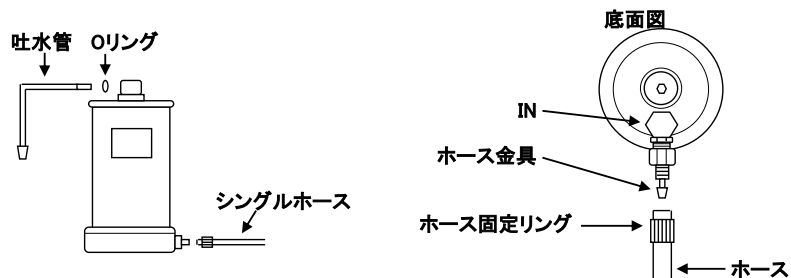 吐水管
Oリング
シングルホース
底面図
IN
ホース金具
ホース固定リング
ホース